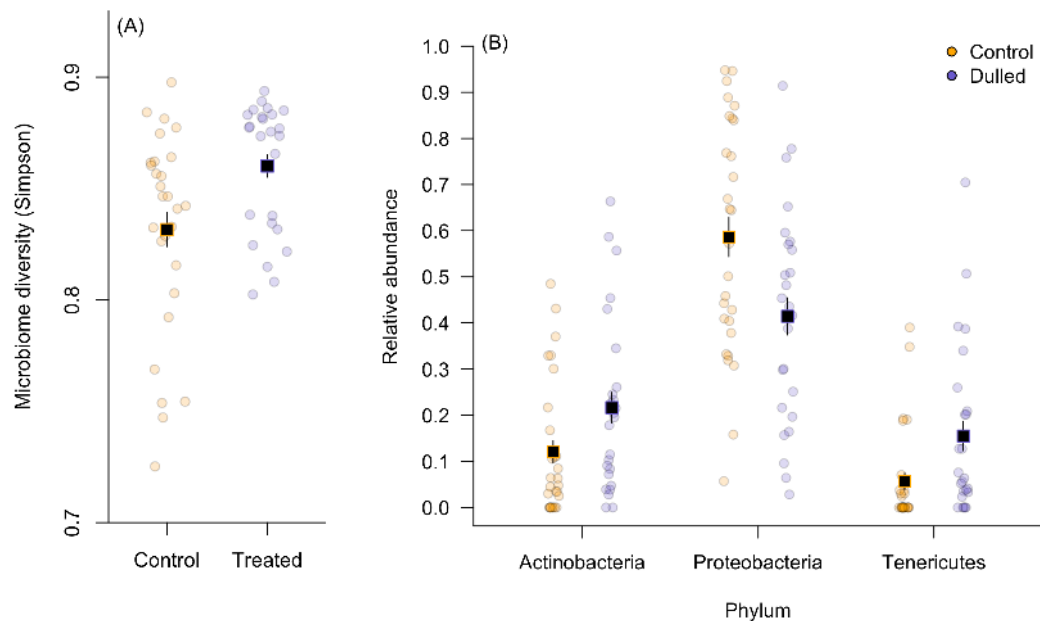 (A)
Microbiome diversity (Simpson)
0.9
0.8
0.7
Control Treated
(B)
Control
Dulled
Relative abundance
1.0
0.9
0.8
0.7
0.6
0.5
0.4
0.3
0.2
0.1
0.0
Actinobacteria Proteobacteria Tenericutes
Phylum